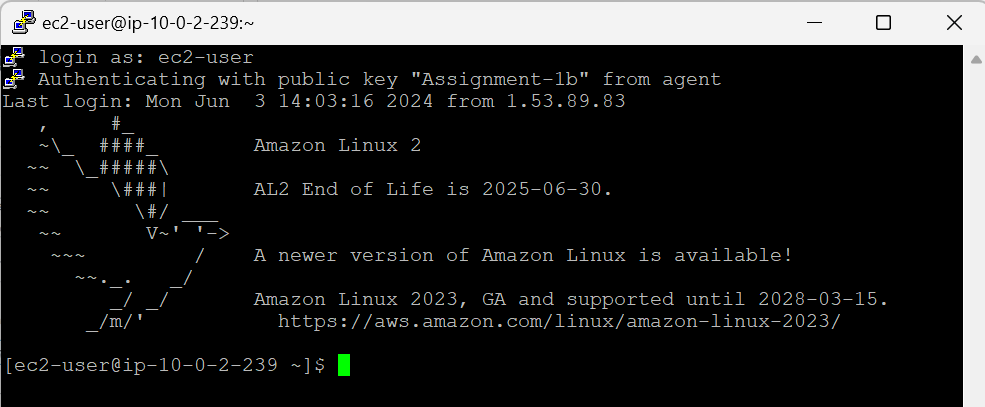 ec2-user@ip-10-0-2-239:~
login as: ec2-user
Authenticating with public key "Assignment-1b" from agent
Last login: Mon Jun  3 14:03:16 2024 from 1.53.89.83
   ,     #_
   ~\_  ####_        Amazon Linux 2
  ~~  \_#####\
  ~~     \###|       AL2 End of Life is 2025-06-30.
  ~~       \#/ ___
   ~~       V~' '->
    ~~~         /    A newer version of Amazon Linux is available!
      ~~._.   _/
         _/ _/       Amazon Linux 2023, GA and supported until 2028-03-15.
       _/m/'           https://aws.amazon.com/linux/amazon-linux-2023/
[ec2-user@ip-10-0-2-239 ~]$